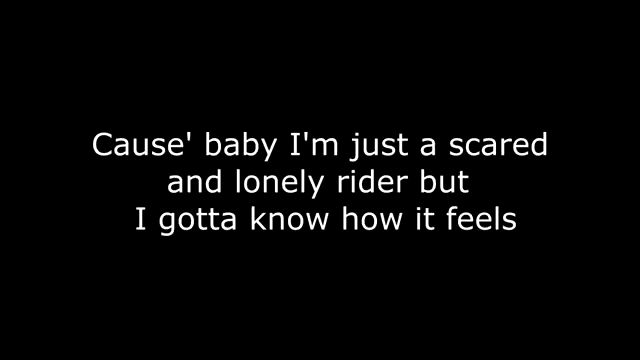 Cause' baby I'm just a scared
and lonely rider but
I gotta know how it feels